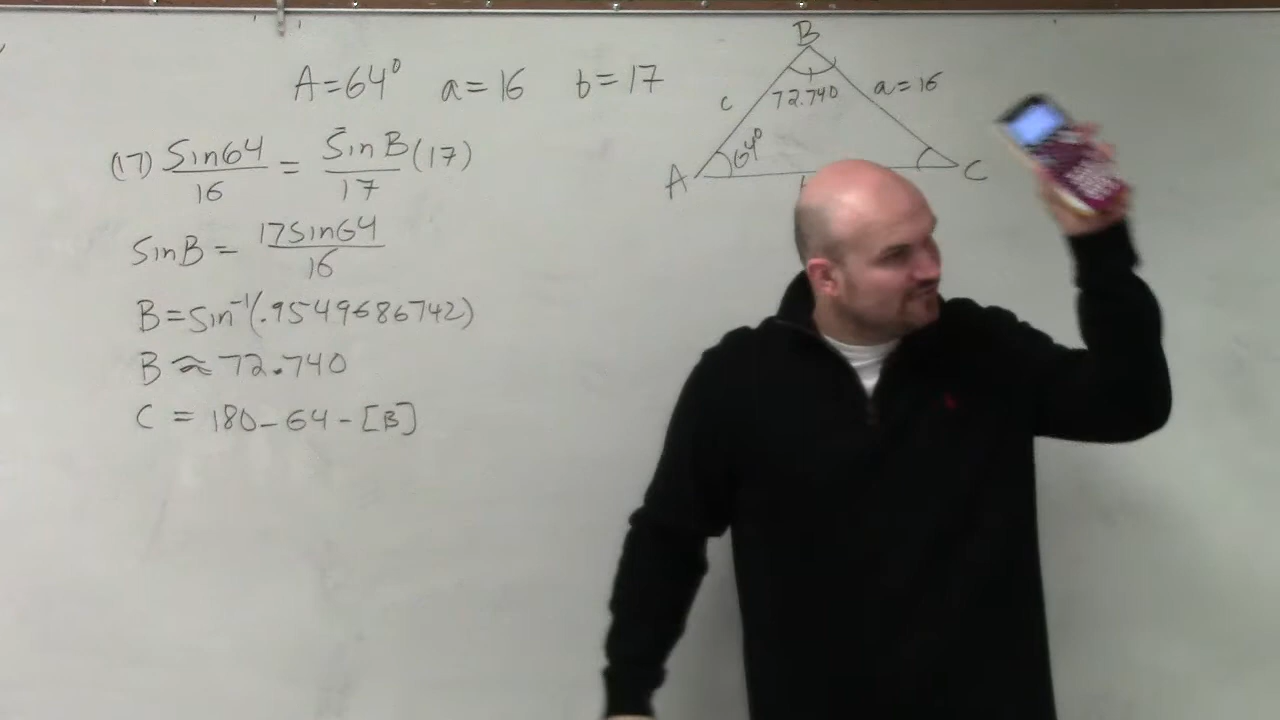 A=64° a=16 b=17
(17) Sin64/16 = SinB/17 (17)
SinB = 17Sin64/16
B=Sin⁻¹(.9549686742)
B≈72.740
C = 180-64-[B]
B
c
72.740
a=16
A
64°
C